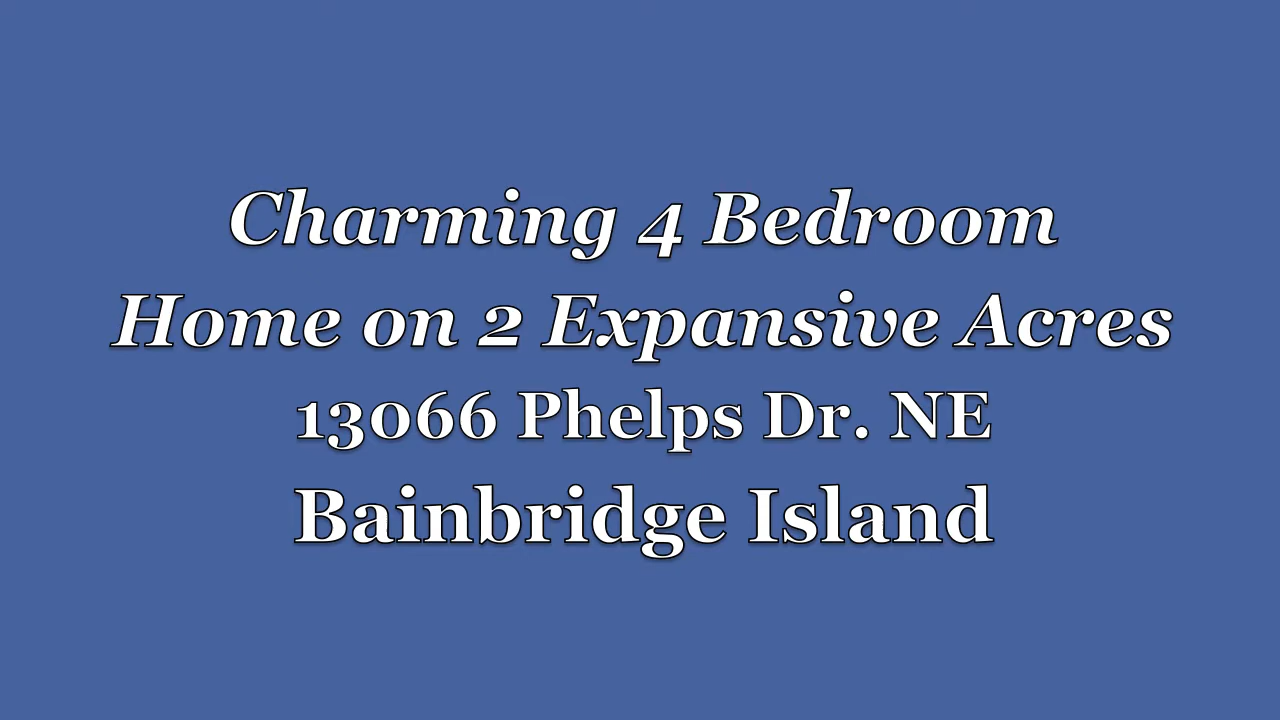 Charming 4 Bedroom
Home on 2 Expansive Acres
13066 Phelps Dr. NE
Bainbridge Island